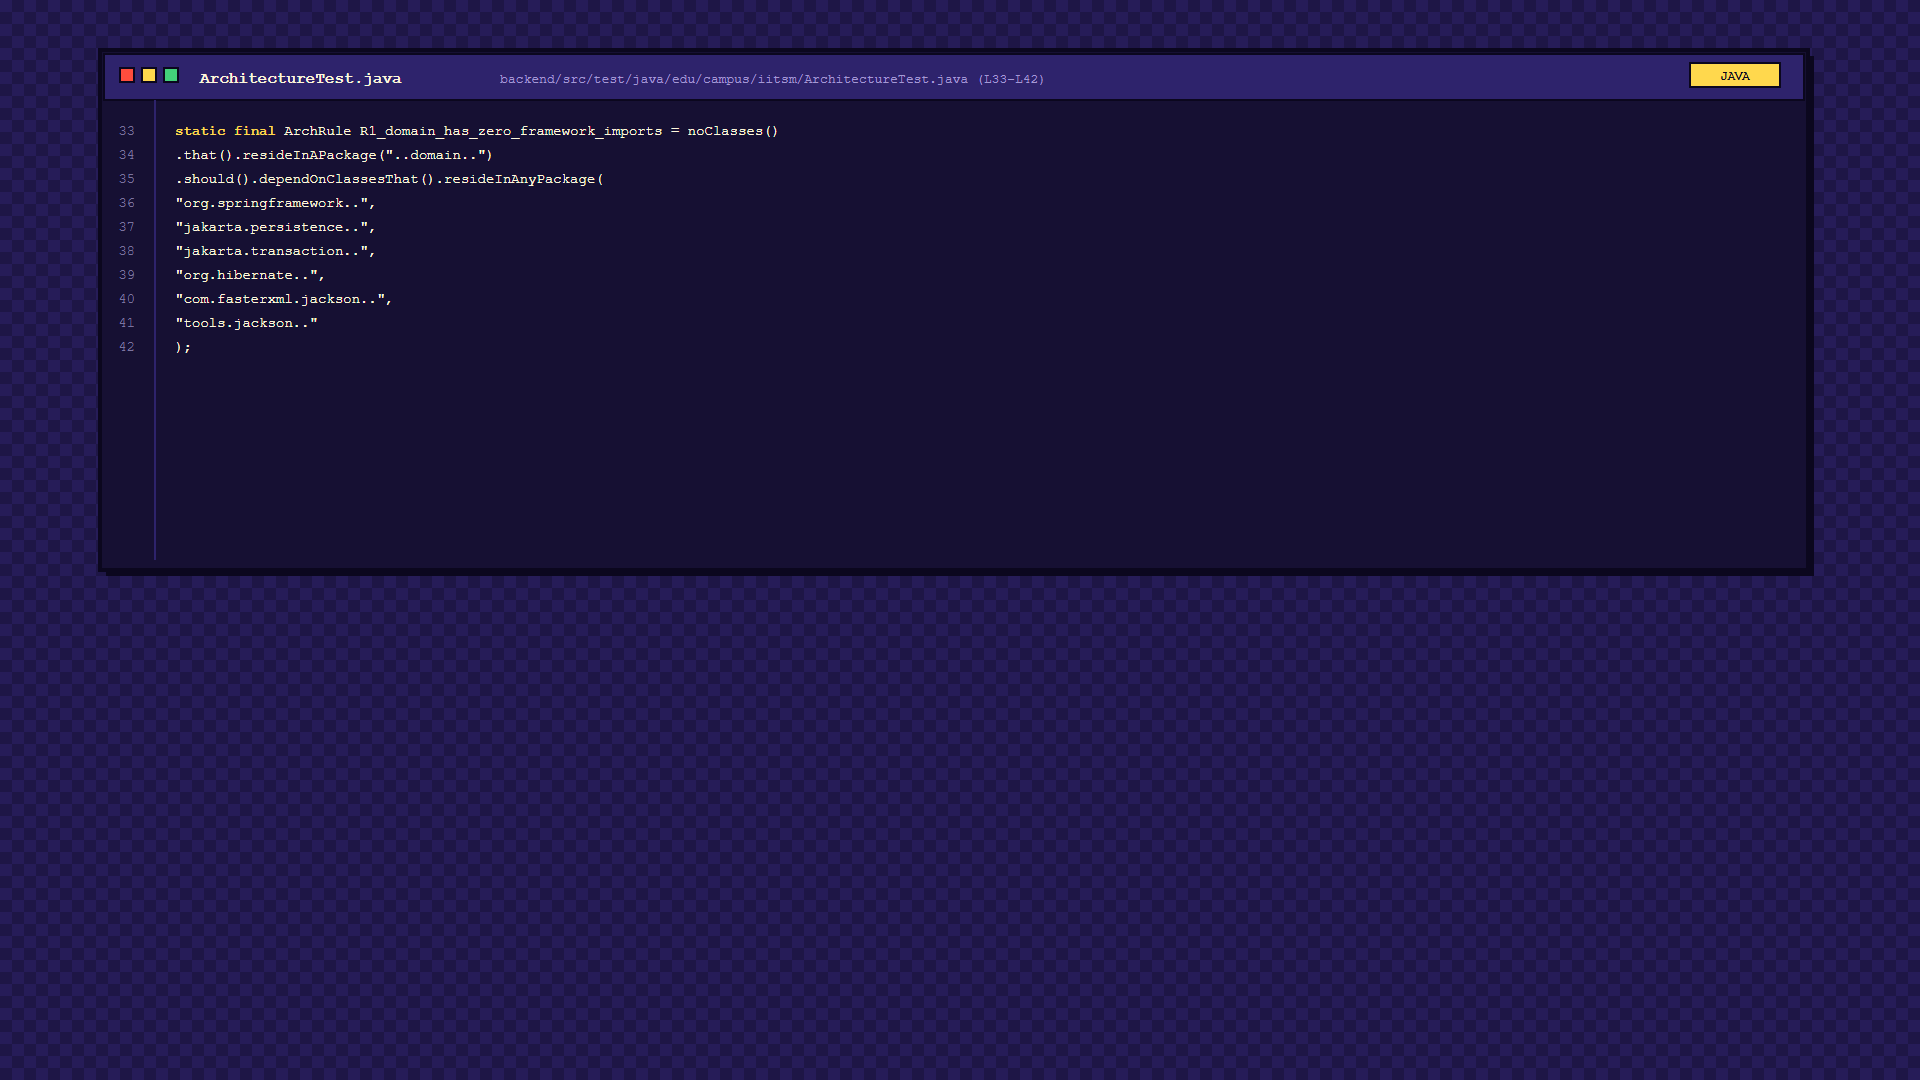 ArchitectureTest.java
backend/src/test/java/edu/campus/iitsm/ArchitectureTest.java (L33-L42)
JAVA
33 static final ArchRule R1_domain_has_zero_framework_imports = noClasses()
34 .that().resideInAPackage("..domain..")
35 .should().dependOnClassesThat().resideInAnyPackage(
36 "org.springframework..",
37 "jakarta.persistence..",
38 "jakarta.transaction..",
39 "org.hibernate..",
40 "com.fasterxml.jackson..",
41 "tools.jackson.."
42 );